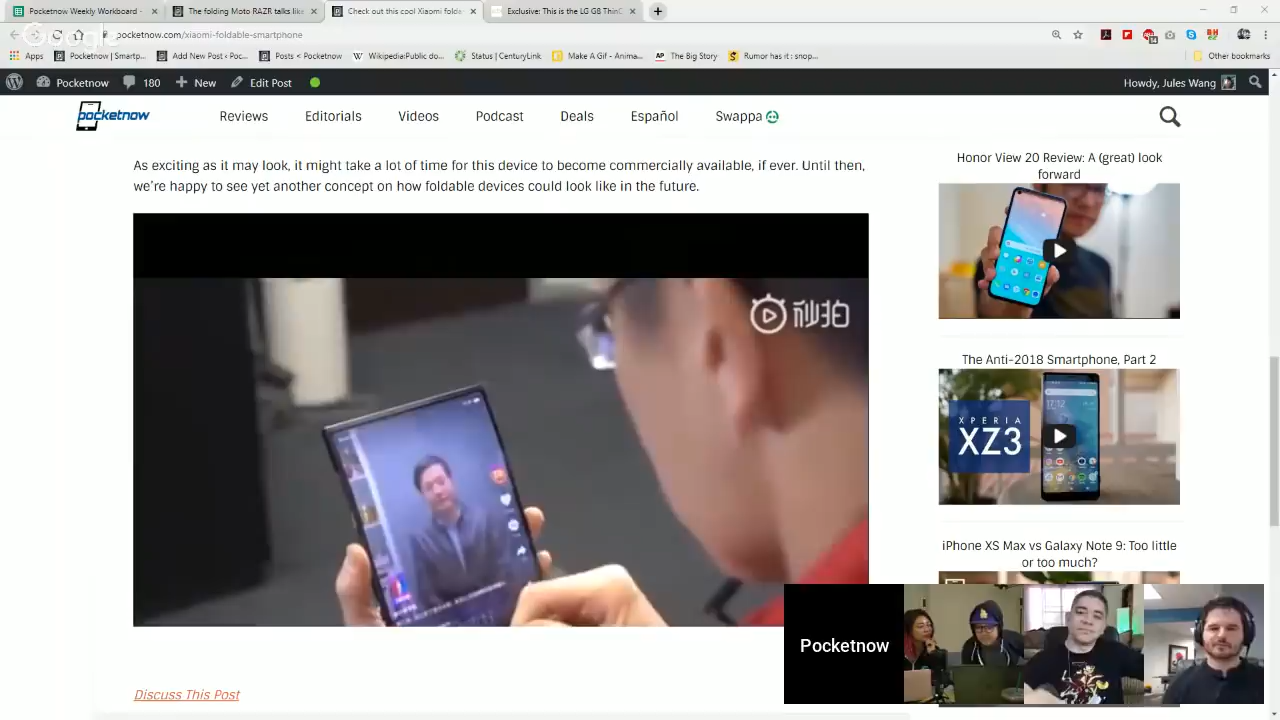 Pocketnow Weekly Workboard -
The folding Moto RAZR talks like
Check out this cool Xiaomi folda
Exclusive: This is the LG G8 ThinQ
pocketnow.com/xiaomi-foldable-smartphone
Apps
Pocketnow | Smartp...
Add New Post ‹ Poc...
Posts ‹ Pocketnow
Wikipedia:Public do...
Status | CenturyLink
Make A Gif - Anima...
AP The Big Story
Rumor has it : snop...
Other bookmarks
Pocketnow
180
New
Edit Post
Howdy, Jules Wang
pocketnow
Reviews
Editorials
Videos
Podcast
Deals
Español
Swappa
As exciting as it may look, it might take a lot of time for this device to become commercially available, if ever. Until then,
we're happy to see yet another concept on how foldable devices could look like in the future.
秒拍
Discuss This Post
Honor View 20 Review: A (great) look
forward
The Anti-2018 Smartphone, Part 2
17:12
XPERIA
XZ3
iPhone XS Max vs Galaxy Note 9: Too little
or too much?
Pocketnow